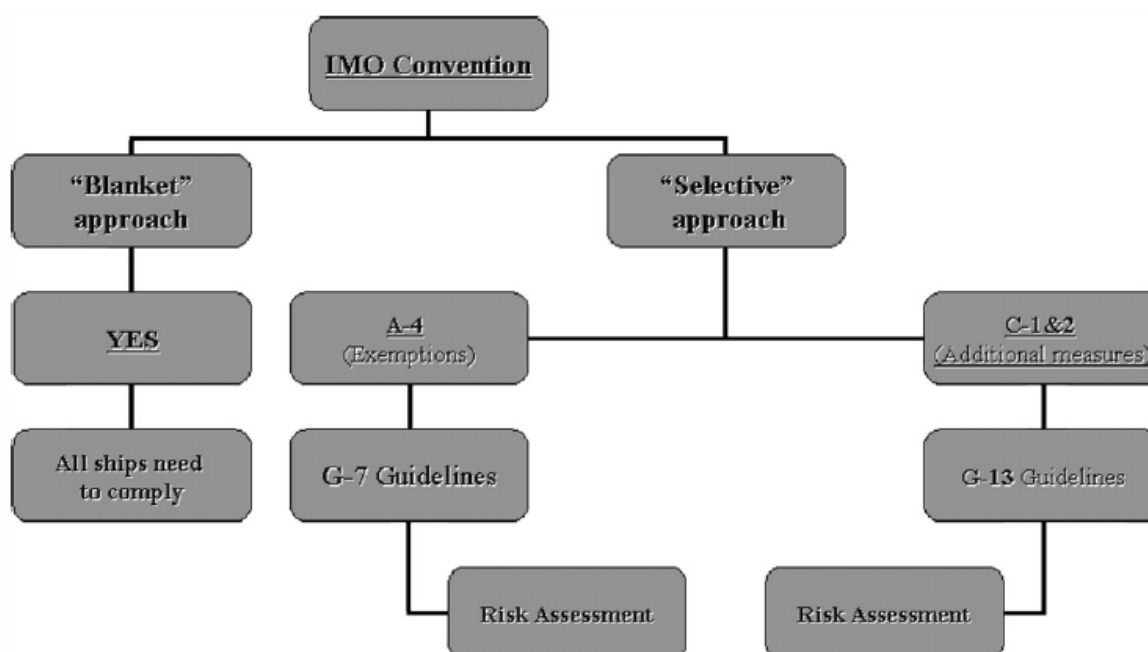 IMO Convention
“Blanket”
approach
“Selective”
approach
YES
A-4
(Exemptions)
C-1&2
(Additional measures)
All ships need
to comply
G-7 Guidelines
G-13 Guidelines
Risk Assessment
Risk Assessment